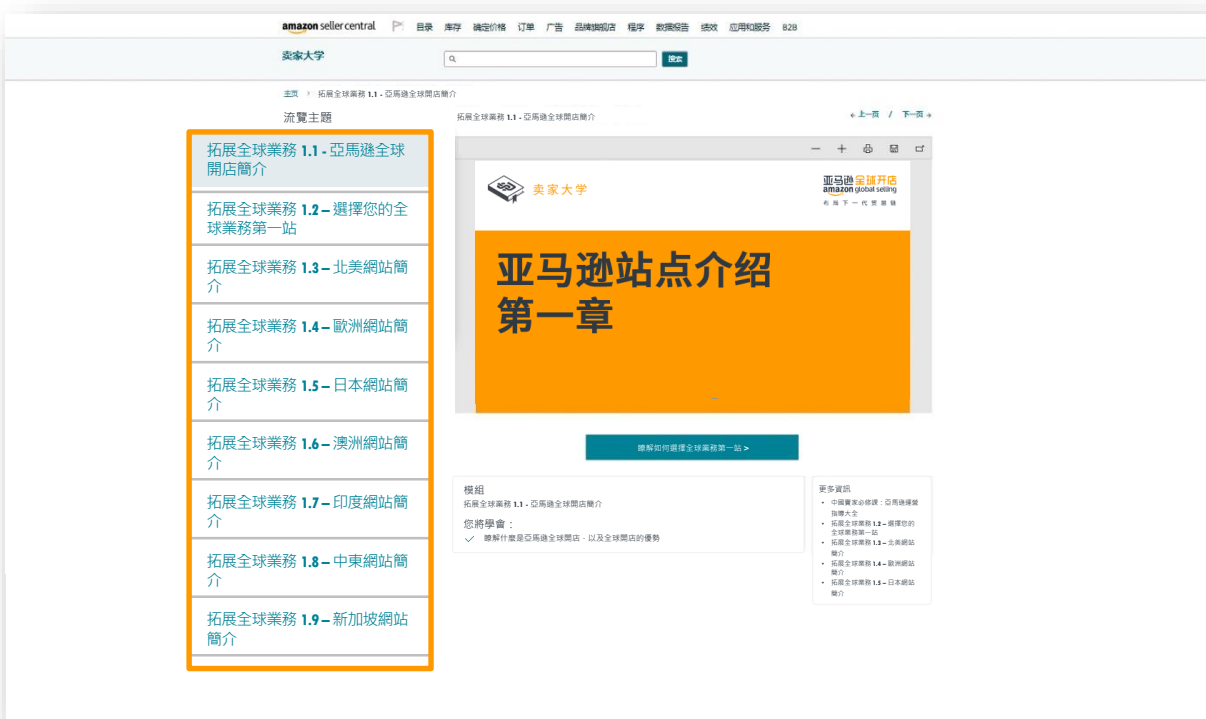 amazon seller central 目录 库存 确定价格 订单 广告 品牌旗舰店 程序 数据报告 绩效 应用和服务 B2B
卖家大学 搜索
主页 › 拓展全球業務 1.1 - 亞馬遜全球開店簡介
流覽主題
拓展全球業務 1.1 - 亞馬遜全球
開店簡介
拓展全球業務 1.2 – 選擇您的全
球業務第一站
拓展全球業務 1.3 – 北美網站簡
介
拓展全球業務 1.4 – 歐洲網站簡
介
拓展全球業務 1.5 – 日本網站簡
介
拓展全球業務 1.6 – 澳洲網站簡
介
拓展全球業務 1.7 – 印度網站簡
介
拓展全球業務 1.8 – 中東網站簡
介
拓展全球業務 1.9 – 新加坡網站
簡介
拓展全球業務 1.1 - 亞馬遜全球開店簡介
上一页 / 下一页
卖家大学
亚马逊全球开店
amazon global selling
布局下一代贸易链
亚马逊站点介绍
第一章
瞭解如何選擇全球業務第一站 >
模組
拓展全球業務 1.1 - 亞馬遜全球開店簡介
您將學會：
瞭解什麼是亞馬遜全球開店，以及全球開店的優勢
更多資訊
• 中國賣家必修課：亞馬遜運營
指導大全
• 拓展全球業務 1.2 – 選擇您的
全球業務第一站
• 拓展全球業務 1.3 – 北美網站
簡介
• 拓展全球業務 1.4 – 歐洲網站
簡介
• 拓展全球業務 1.5 – 日本網站
簡介